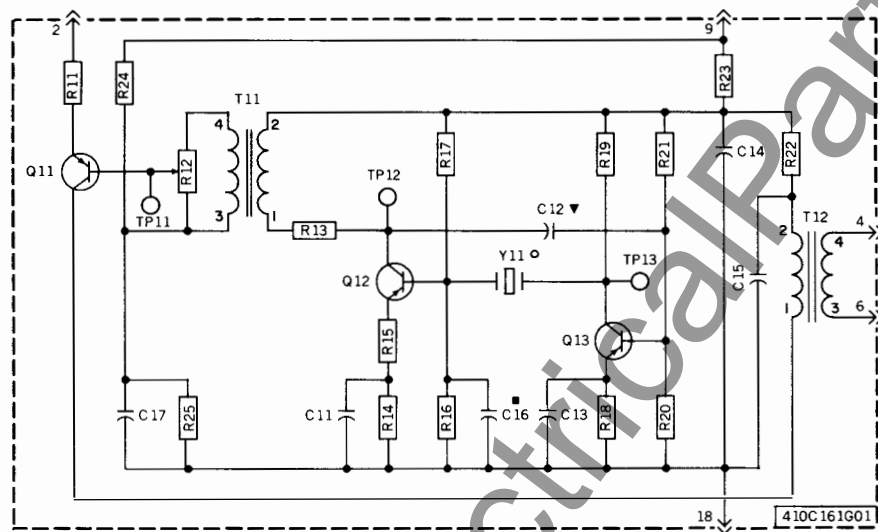 2
9
R11
R24
R23
T11
4
2
R17
R19
R21
C14
R22
Q11
R12
TP12
TP11
C12▼
T12
3
1
R13
2
4
4
Y11○
TP13
C15
Q12
Q13
1
3
6
R15
C17
R25
C11
R14
R16
■
C16
C13
R18
R20
18
410C161G01
ctricalPar